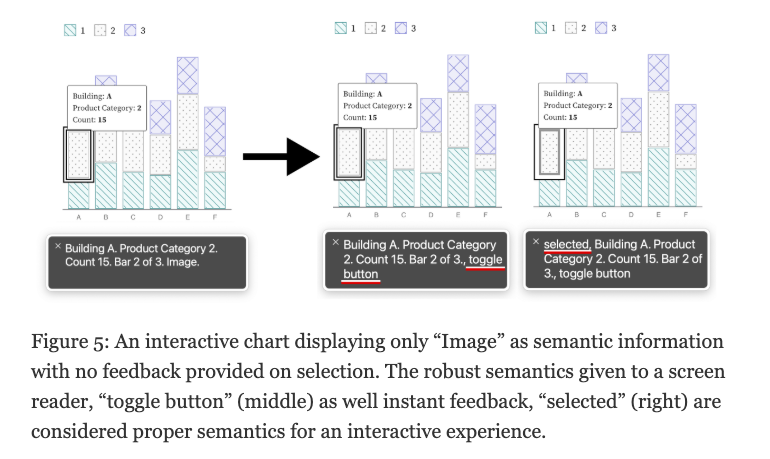 1 2 3
Building: A
Product Category: 2
Count: 15
A B C D E F
× Building A. Product Category 2.
Count 15. Bar 2 of 3. Image.
1 2 3
Building: A
Product Category: 2
Count: 15
A B C D E F
× Building A. Product Category
2. Count 15. Bar 2 of 3., toggle
button
1 2 3
Building: A
Product Category: 2
Count: 15
A B C D E F
× selected, Building A. Product
Category 2. Count 15. Bar 2 of
3., toggle button
Figure 5: An interactive chart displaying only “Image” as semantic information
with no feedback provided on selection. The robust semantics given to a screen
reader, “toggle button” (middle) as well instant feedback, “selected” (right) are
considered proper semantics for an interactive experience.